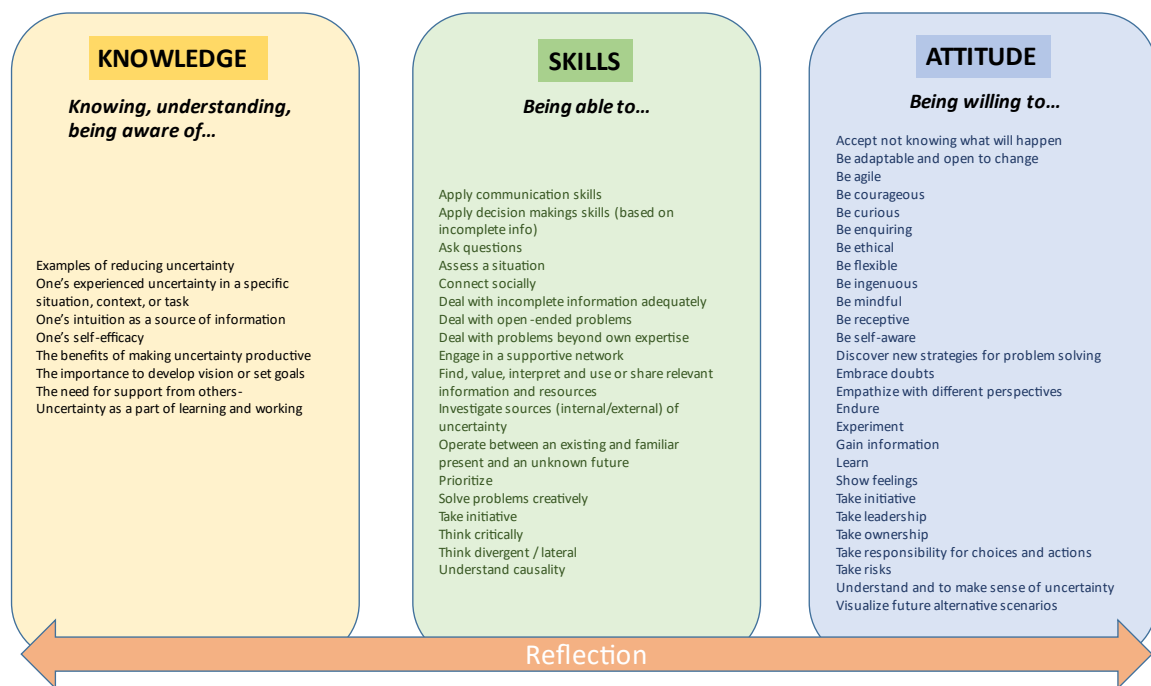 KNOWLEDGE
Knowing, understanding,
being aware of...
Examples of reducing uncertainty
One's experienced uncertainty in a specific
situation, context, or task
One's intuition as a source of information
One's self-efficacy
The benefits of making uncertainty productive
The importance to develop vision or set goals
The need for support from others-
Uncertainty as a part of learning and working
SKILLS
Being able to...
Apply communication skills
Apply decision makings skills (based on
incomplete info)
Ask questions
Assess a situation
Connect socially
Deal with incomplete information adequately
Deal with open -ended problems
Deal with problems beyond own expertise
Engage in a supportive network
Find, value, interpret and use or share relevant
information and resources
Investigate sources (internal/external) of
uncertainty
Operate between an existing and familiar
present and an unknown future
Prioritize
Solve problems creatively
Take initiative
Think critically
Think divergent / lateral
Understand causality
ATTITUDE
Being willing to...
Accept not knowing what will happen
Be adaptable and open to change
Be agile
Be courageous
Be curious
Be enquiring
Be ethical
Be flexible
Be ingenuous
Be mindful
Be receptive
Be self-aware
Discover new strategies for problem solving
Embrace doubts
Empathize with different perspectives
Endure
Experiment
Gain information
Learn
Show feelings
Take initiative
Take leadership
Take ownership
Take responsibility for choices and actions
Take risks
Understand and to make sense of uncertainty
Visualize future alternative scenarios
Reflection